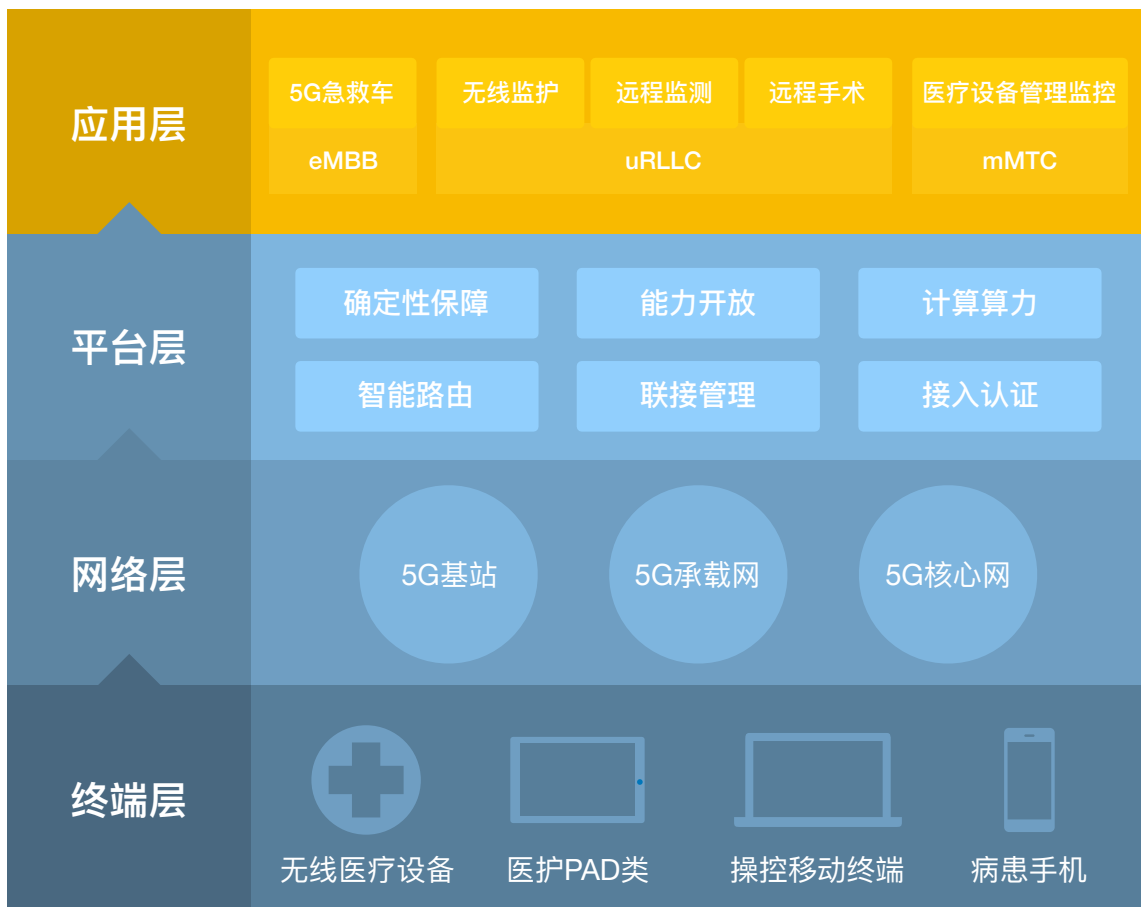 应用层
5G急救车
无线监护
远程监测
远程手术
医疗设备管理监控
eMBB
uRLLC
mMTC
平台层
确定性保障
能力开放
计算算力
智能路由
联接管理
接入认证
网络层
5G基站
5G承载网
5G核心网
终端层
无线医疗设备
医护PAD类
操控移动终端
病患手机